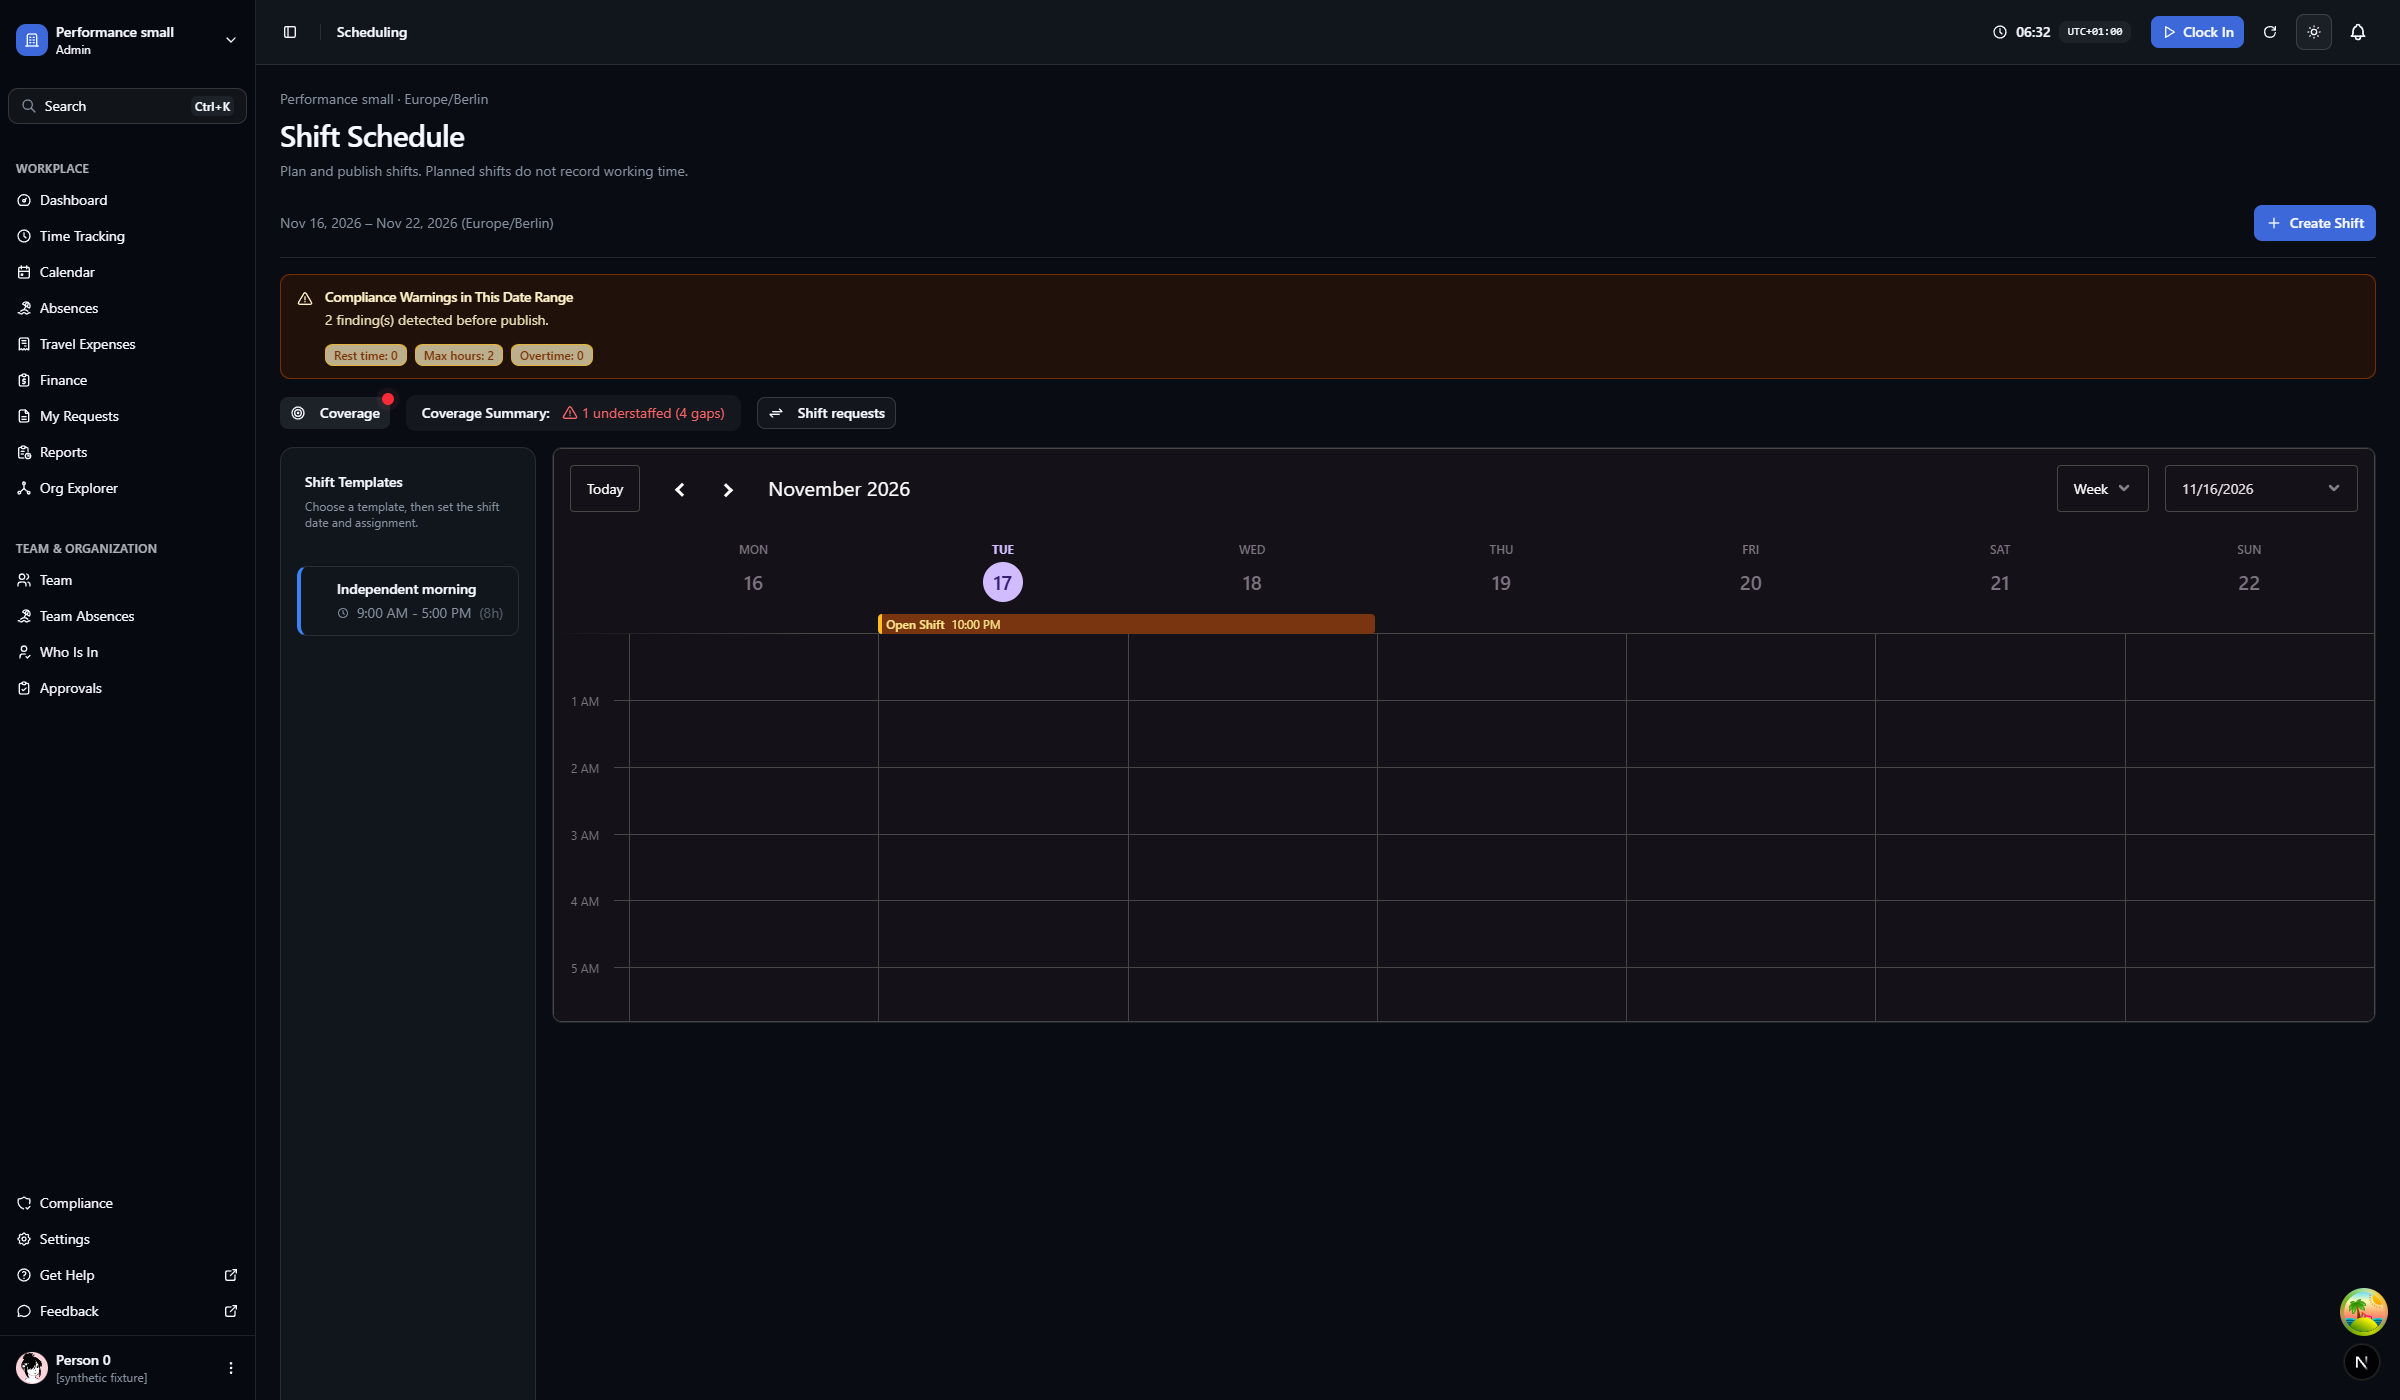 Performance small
Admin
Search
Ctrl+K
WORKPLACE
Dashboard
Time Tracking
Calendar
Absences
Travel Expenses
Finance
My Requests
Reports
Org Explorer
TEAM & ORGANIZATION
Team
Team Absences
Who Is In
Approvals
Compliance
Settings
Get Help
Feedback
Person 0
[synthetic fixture]
Scheduling
06:32
UTC+01:00
Clock In
Performance small · Europe/Berlin
Shift Schedule
Plan and publish shifts. Planned shifts do not record working time.
Nov 16, 2026 – Nov 22, 2026 (Europe/Berlin)
Create Shift
Compliance Warnings in This Date Range
2 finding(s) detected before publish.
Rest time: 0
Max hours: 2
Overtime: 0
Coverage
Coverage Summary:
1 understaffed (4 gaps)
Shift requests
Shift Templates
Choose a template, then set the shift
date and assignment.
Independent morning
9:00 AM - 5:00 PM (8h)
Today
November 2026
Week
11/16/2026
MON
16
TUE
17
WED
18
THU
19
FRI
20
SAT
21
SUN
22
Open Shift 10:00 PM
1 AM
2 AM
3 AM
4 AM
5 AM
N